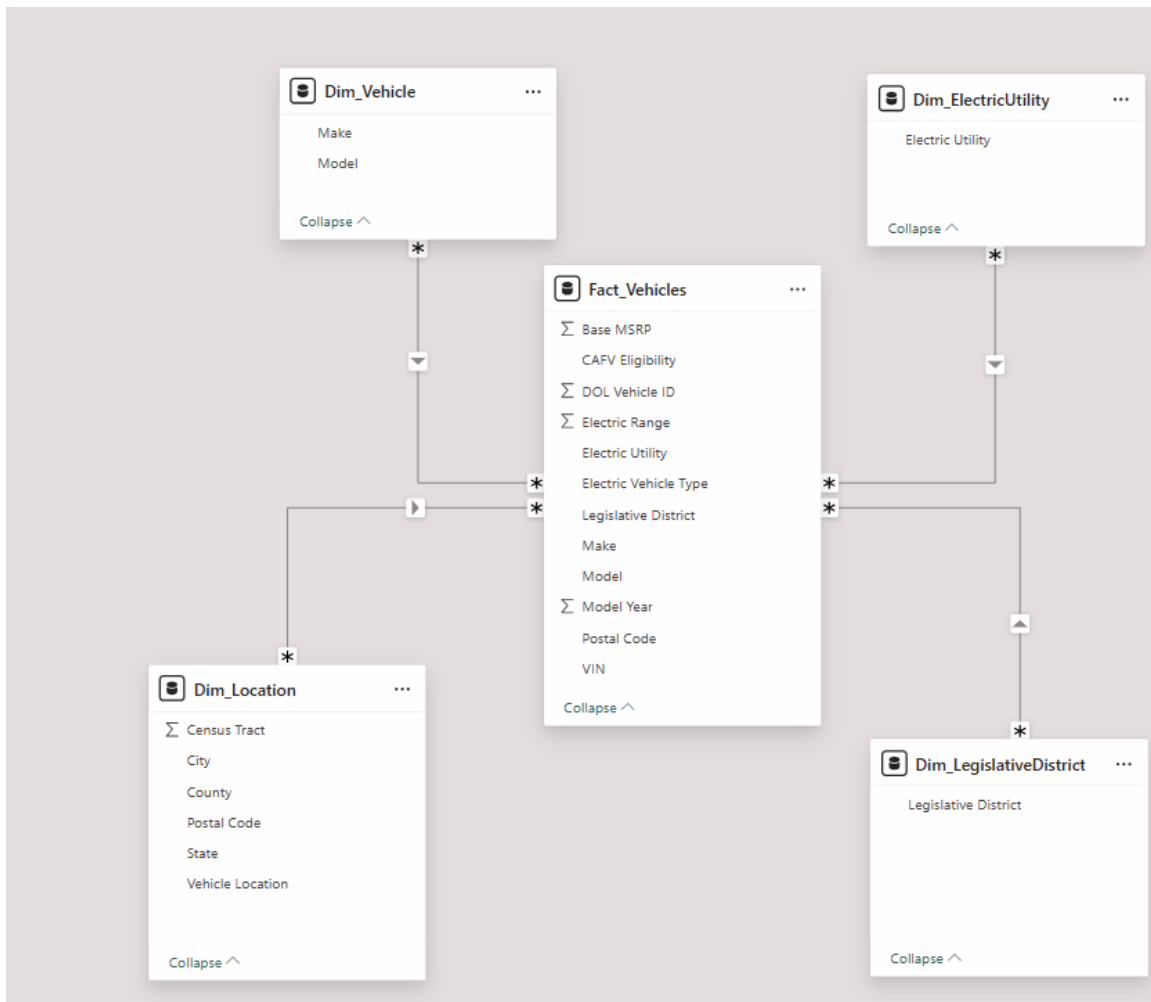 Dim_Vehicle
Make
Model
Collapse
Dim_ElectricUtility
Electric Utility
Collapse
Fact_Vehicles
Base MSRP
CAFV Eligibility
DOL Vehicle ID
Electric Range
Electric Utility
Electric Vehicle Type
Legislative District
Make
Model
Model Year
Postal Code
VIN
Collapse
Dim_Location
Census Tract
City
County
Postal Code
State
Vehicle Location
Collapse
Dim_LegislativeDistrict
Legislative District
Collapse